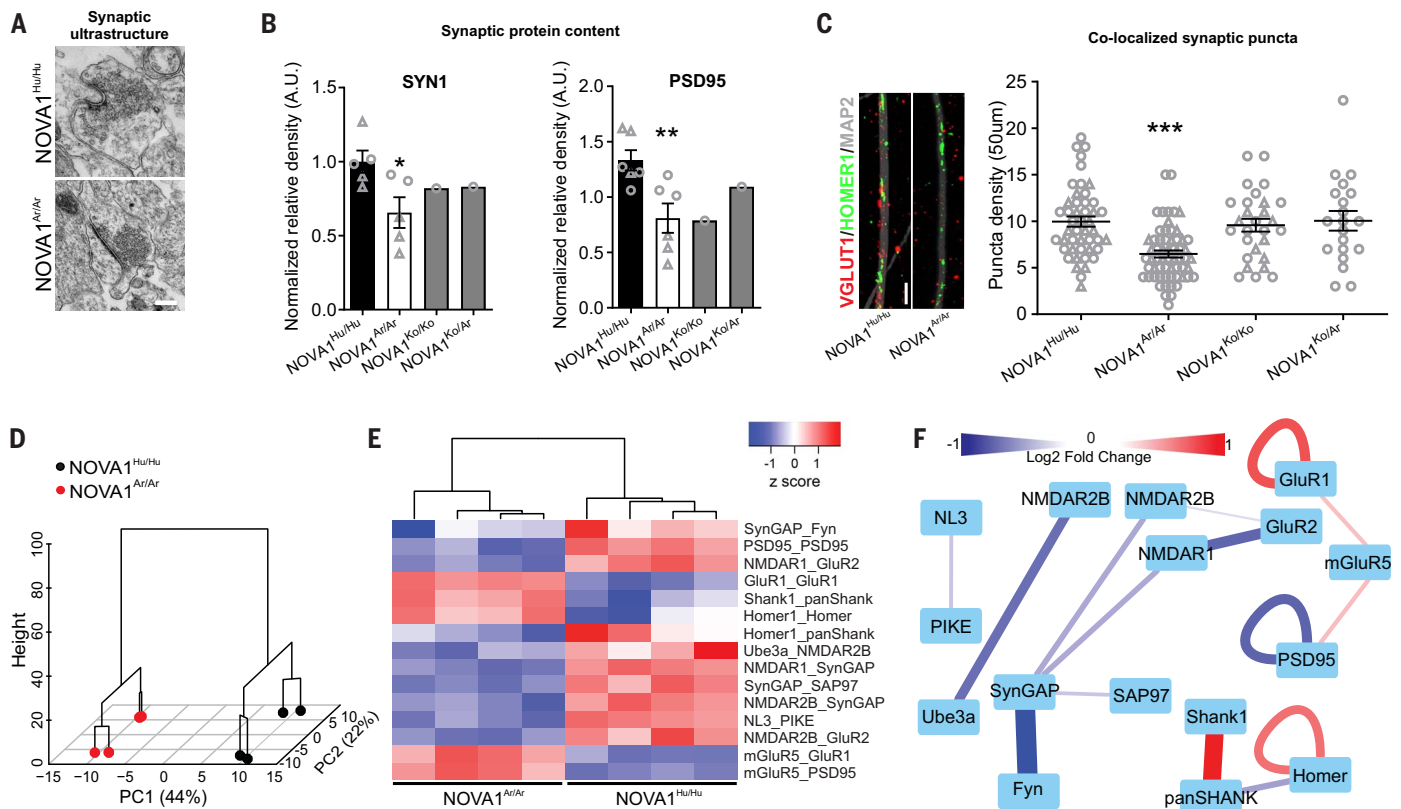 A
Synaptic
ultrastructure
NOVA1Hu/Hu
NOVA1Ar/Ar
B
Synaptic protein content
SYN1
Normalized relative density (A.U.)
1.5
1.0
0.5
0.0
*
NOVA1Hu/Hu
NOVA1Ar/Ar
NOVA1Ko/Ko
NOVA1Ko/Ar
PSD95
Normalized relative density (A.U.)
2.0
1.5
1.0
0.5
0.0
**
NOVA1Hu/Hu
NOVA1Ar/Ar
NOVA1Ko/Ko
NOVA1Ko/Ar
C
Co-localized synaptic puncta
VGLUT1/HOMER1/MAP2
NOVA1Hu/Hu
NOVA1Ar/Ar
Puncta density (50um)
25
20
15
10
5
0
***
NOVA1Hu/Hu
NOVA1Ar/Ar
NOVA1Ko/Ko
NOVA1Ko/Ar
D
NOVA1Hu/Hu
NOVA1Ar/Ar
Height
100
80
60
40
20
0
−15 −10 −5 0 5 10 15
PC1 (44%)
−10 −5 0 5 10
PC2 (22%)
E
-1 0 1
z score
SynGAP_Fyn
PSD95_PSD95
NMDAR1_GluR2
GluR1_GluR1
Shank1_panShank
Homer1_Homer
Homer1_panShank
Ube3a_NMDAR2B
NMDAR1_SynGAP
SynGAP_SAP97
NMDAR2B_SynGAP
NL3_PIKE
NMDAR2B_GluR2
mGluR5_GluR1
mGluR5_PSD95
NOVA1Ar/Ar
NOVA1Hu/Hu
F
-1 0 1
Log2 Fold Change
GluR1
NMDAR2B
NMDAR2B
NL3
GluR2
NMDAR1
mGluR5
PIKE
PSD95
SynGAP
SAP97
Ube3a
Shank1
Homer
Fyn
panSHANK